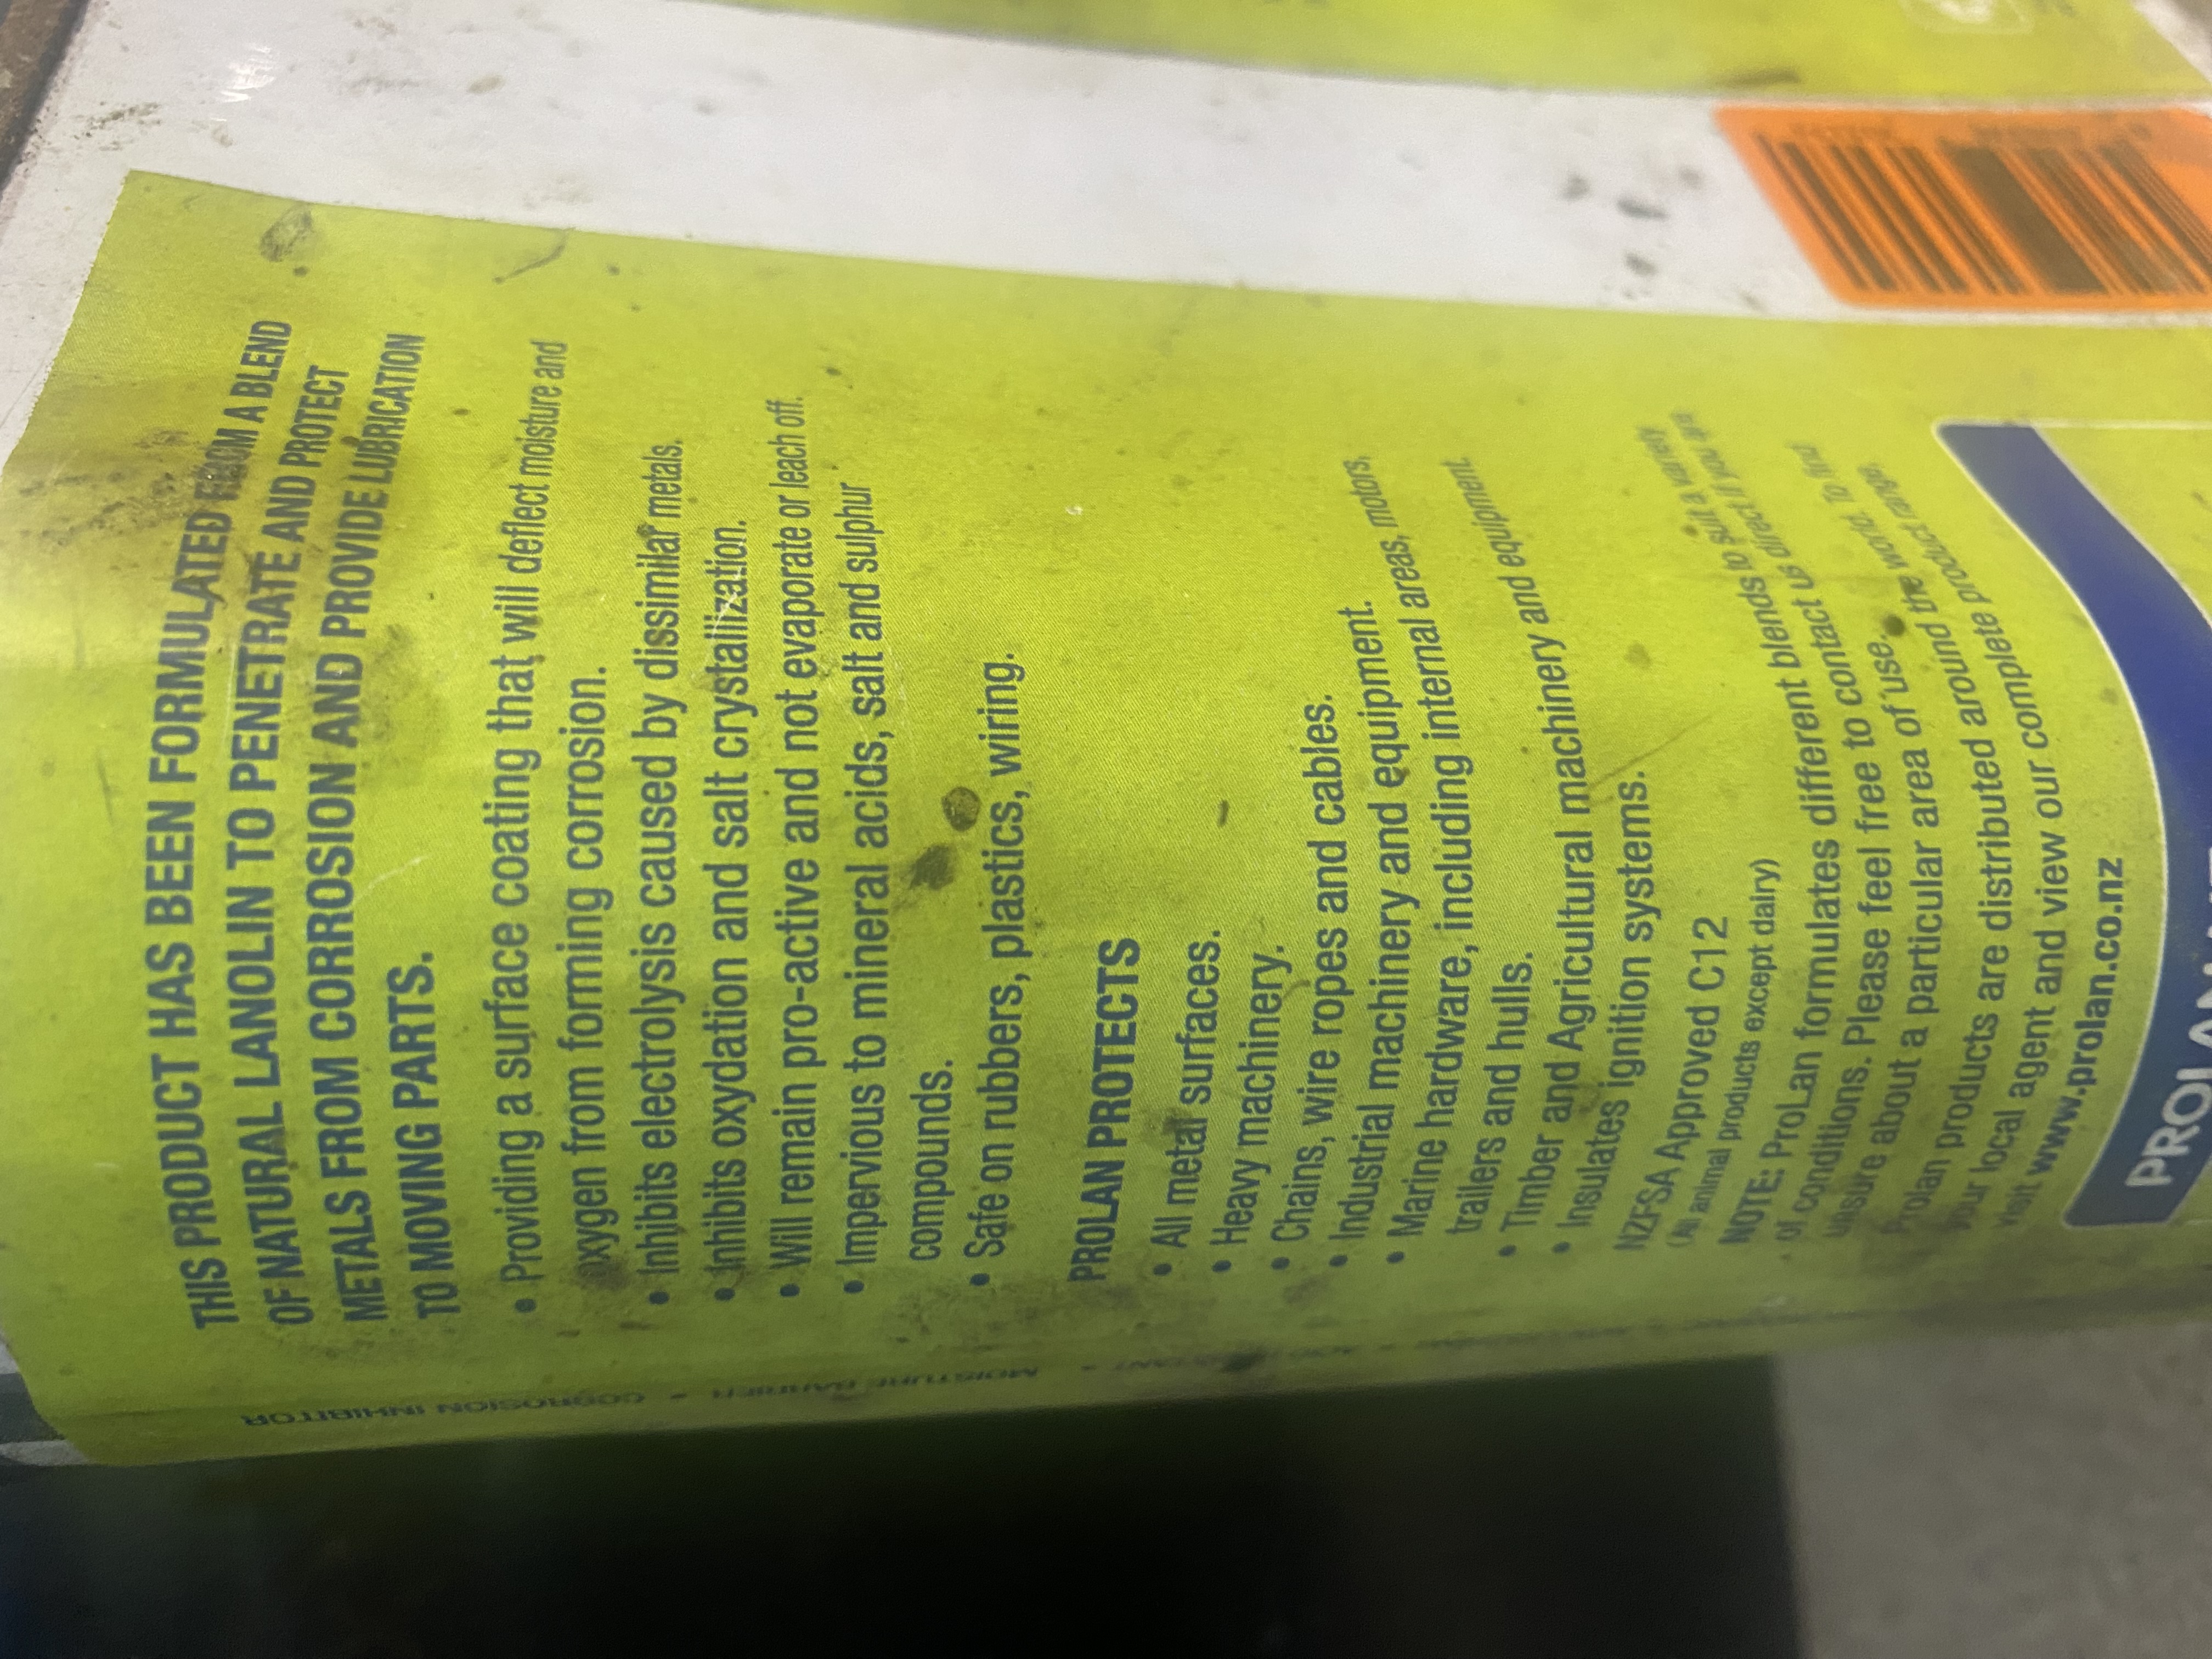 THIS PRODUCT HAS BEEN FORMULATED FROM A BLEND
OF NATURAL LANOLIN TO PENETRATE AND PROTECT
METALS FROM CORROSION AND PROVIDE LUBRICATION
TO MOVING PARTS.
• Providing a surface coating that will deflect moisture and
oxygen from forming corrosion.
• Inhibits electrolysis caused by dissimilar metals.
• Inhibits oxydation and salt crystallization.
• Will remain pro-active and not evaporate or leach off.
• Impervious to mineral acids, salt and sulphur
compounds.
• Safe on rubbers, plastics, wiring.
PROLAN PROTECTS
• All metal surfaces.
• Heavy machinery.
• Chains, wire ropes and cables.
• Industrial machinery and equipment.
• Marine hardware, including internal areas, motors,
trailers and hulls.
• Timber and Agricultural machinery and equipment.
• Insulates ignition systems.
NZFSA Approved C12
(All animal products except dairy)
NOTE: ProLan formulates different blends to suit a variety
of conditions. Please feel free to contact us direct if you are
unsure about a particular area of use.
Prolan products are distributed around the world. To find
your local agent and view our complete product range,
visit www.prolan.co.nz
PROLAN
CORROSION INHIBITOR • MOISTURE BARRIER •